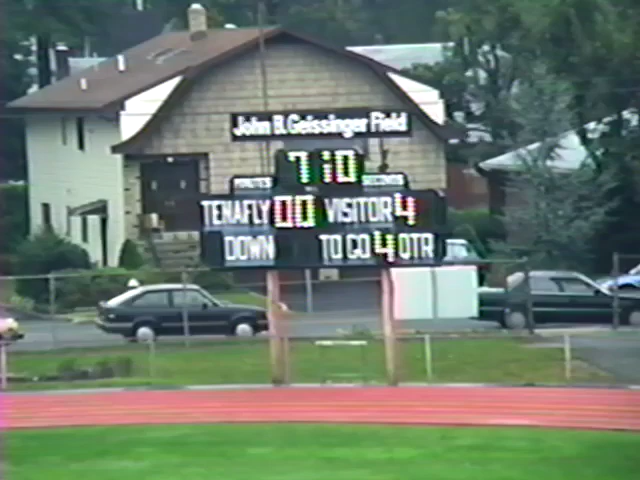 John B. Geissinger Field
7:10
MINUTES SECONDS
TENAFLY 00 VISITOR 4
DOWN TO GO 4 QTR